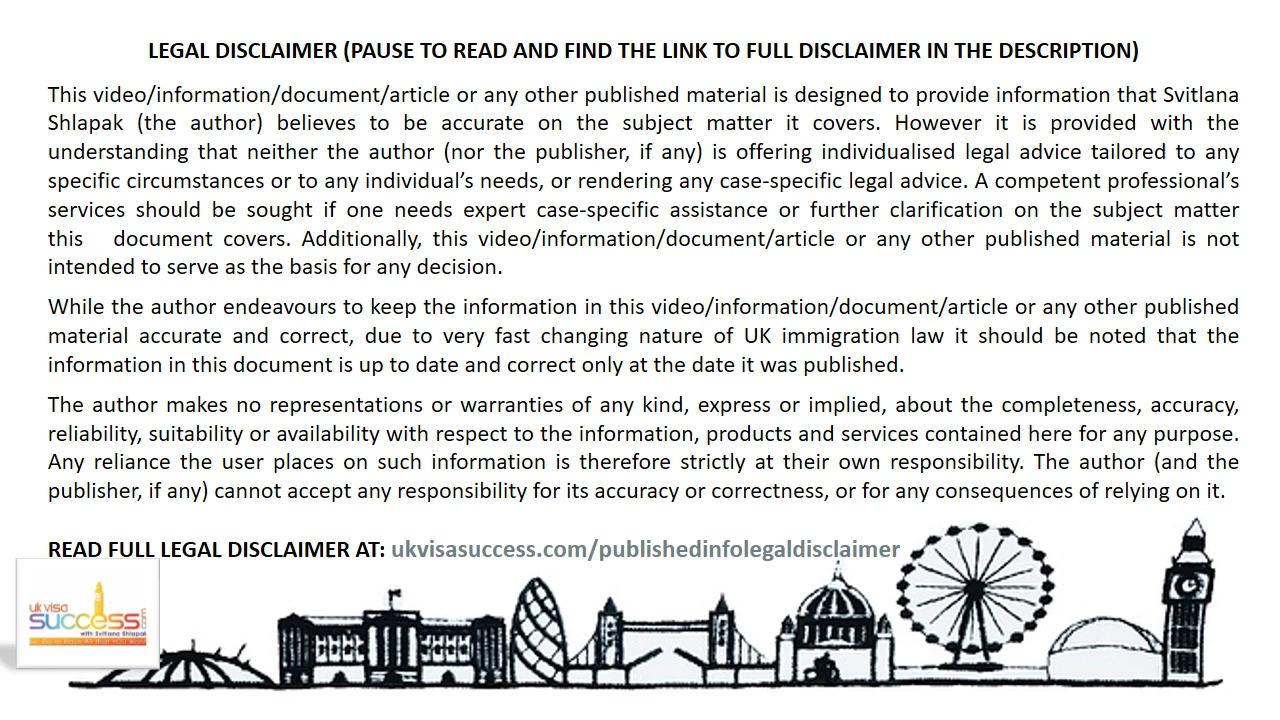 LEGAL DISCLAIMER (PAUSE TO READ AND FIND THE LINK TO FULL DISCLAIMER IN THE DESCRIPTION)
This video/information/document/article or any other published material is designed to provide information that Svitlana
Shlapak (the author) believes to be accurate on the subject matter it covers. However it is provided with the
understanding that neither the author (nor the publisher, if any) is offering individualised legal advice tailored to any
specific circumstances or to any individual's needs, or rendering any case-specific legal advice. A competent professional's
services should be sought if one needs expert case-specific assistance or further clarification on the subject matter
this document covers. Additionally, this video/information/document/article or any other published material is not
intended to serve as the basis for any decision.
While the author endeavours to keep the information in this video/information/document/article or any other published
material accurate and correct, due to very fast changing nature of UK immigration law it should be noted that the
information in this document is up to date and correct only at the date it was published.
The author makes no representations or warranties of any kind, express or implied, about the completeness, accuracy,
reliability, suitability or availability with respect to the information, products and services contained here for any purpose.
Any reliance the user places on such information is therefore strictly at their own responsibility. The author (and the
publisher, if any) cannot accept any responsibility for its accuracy or correctness, or for any consequences of relying on it.
READ FULL LEGAL DISCLAIMER AT: ukvisasuccess.com/publishedinfolegaldisclaimer
uk visa
success.com
with Svitlana Shlapak